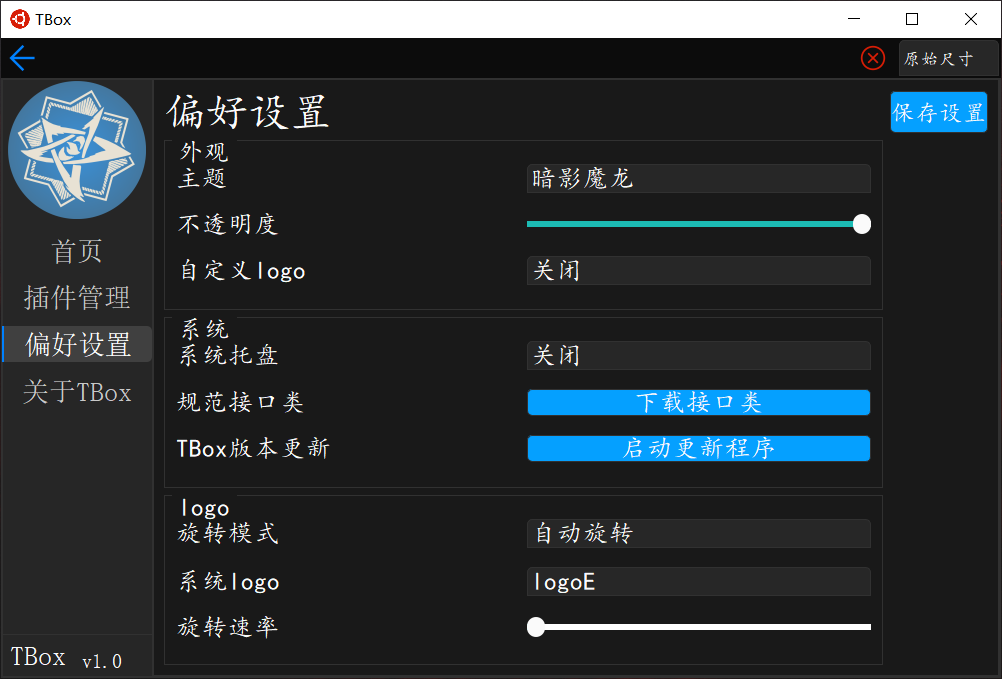 TBox
原始尺寸
首页
插件管理
偏好设置
关于TBox
TBox v1.0
偏好设置
保存设置
外观
主题 暗影魔龙
不透明度
自定义logo 关闭
系统
系统托盘 关闭
规范接口类 下载接口类
TBox版本更新 启动更新程序
logo
旋转模式 自动旋转
系统logo logoE
旋转速率